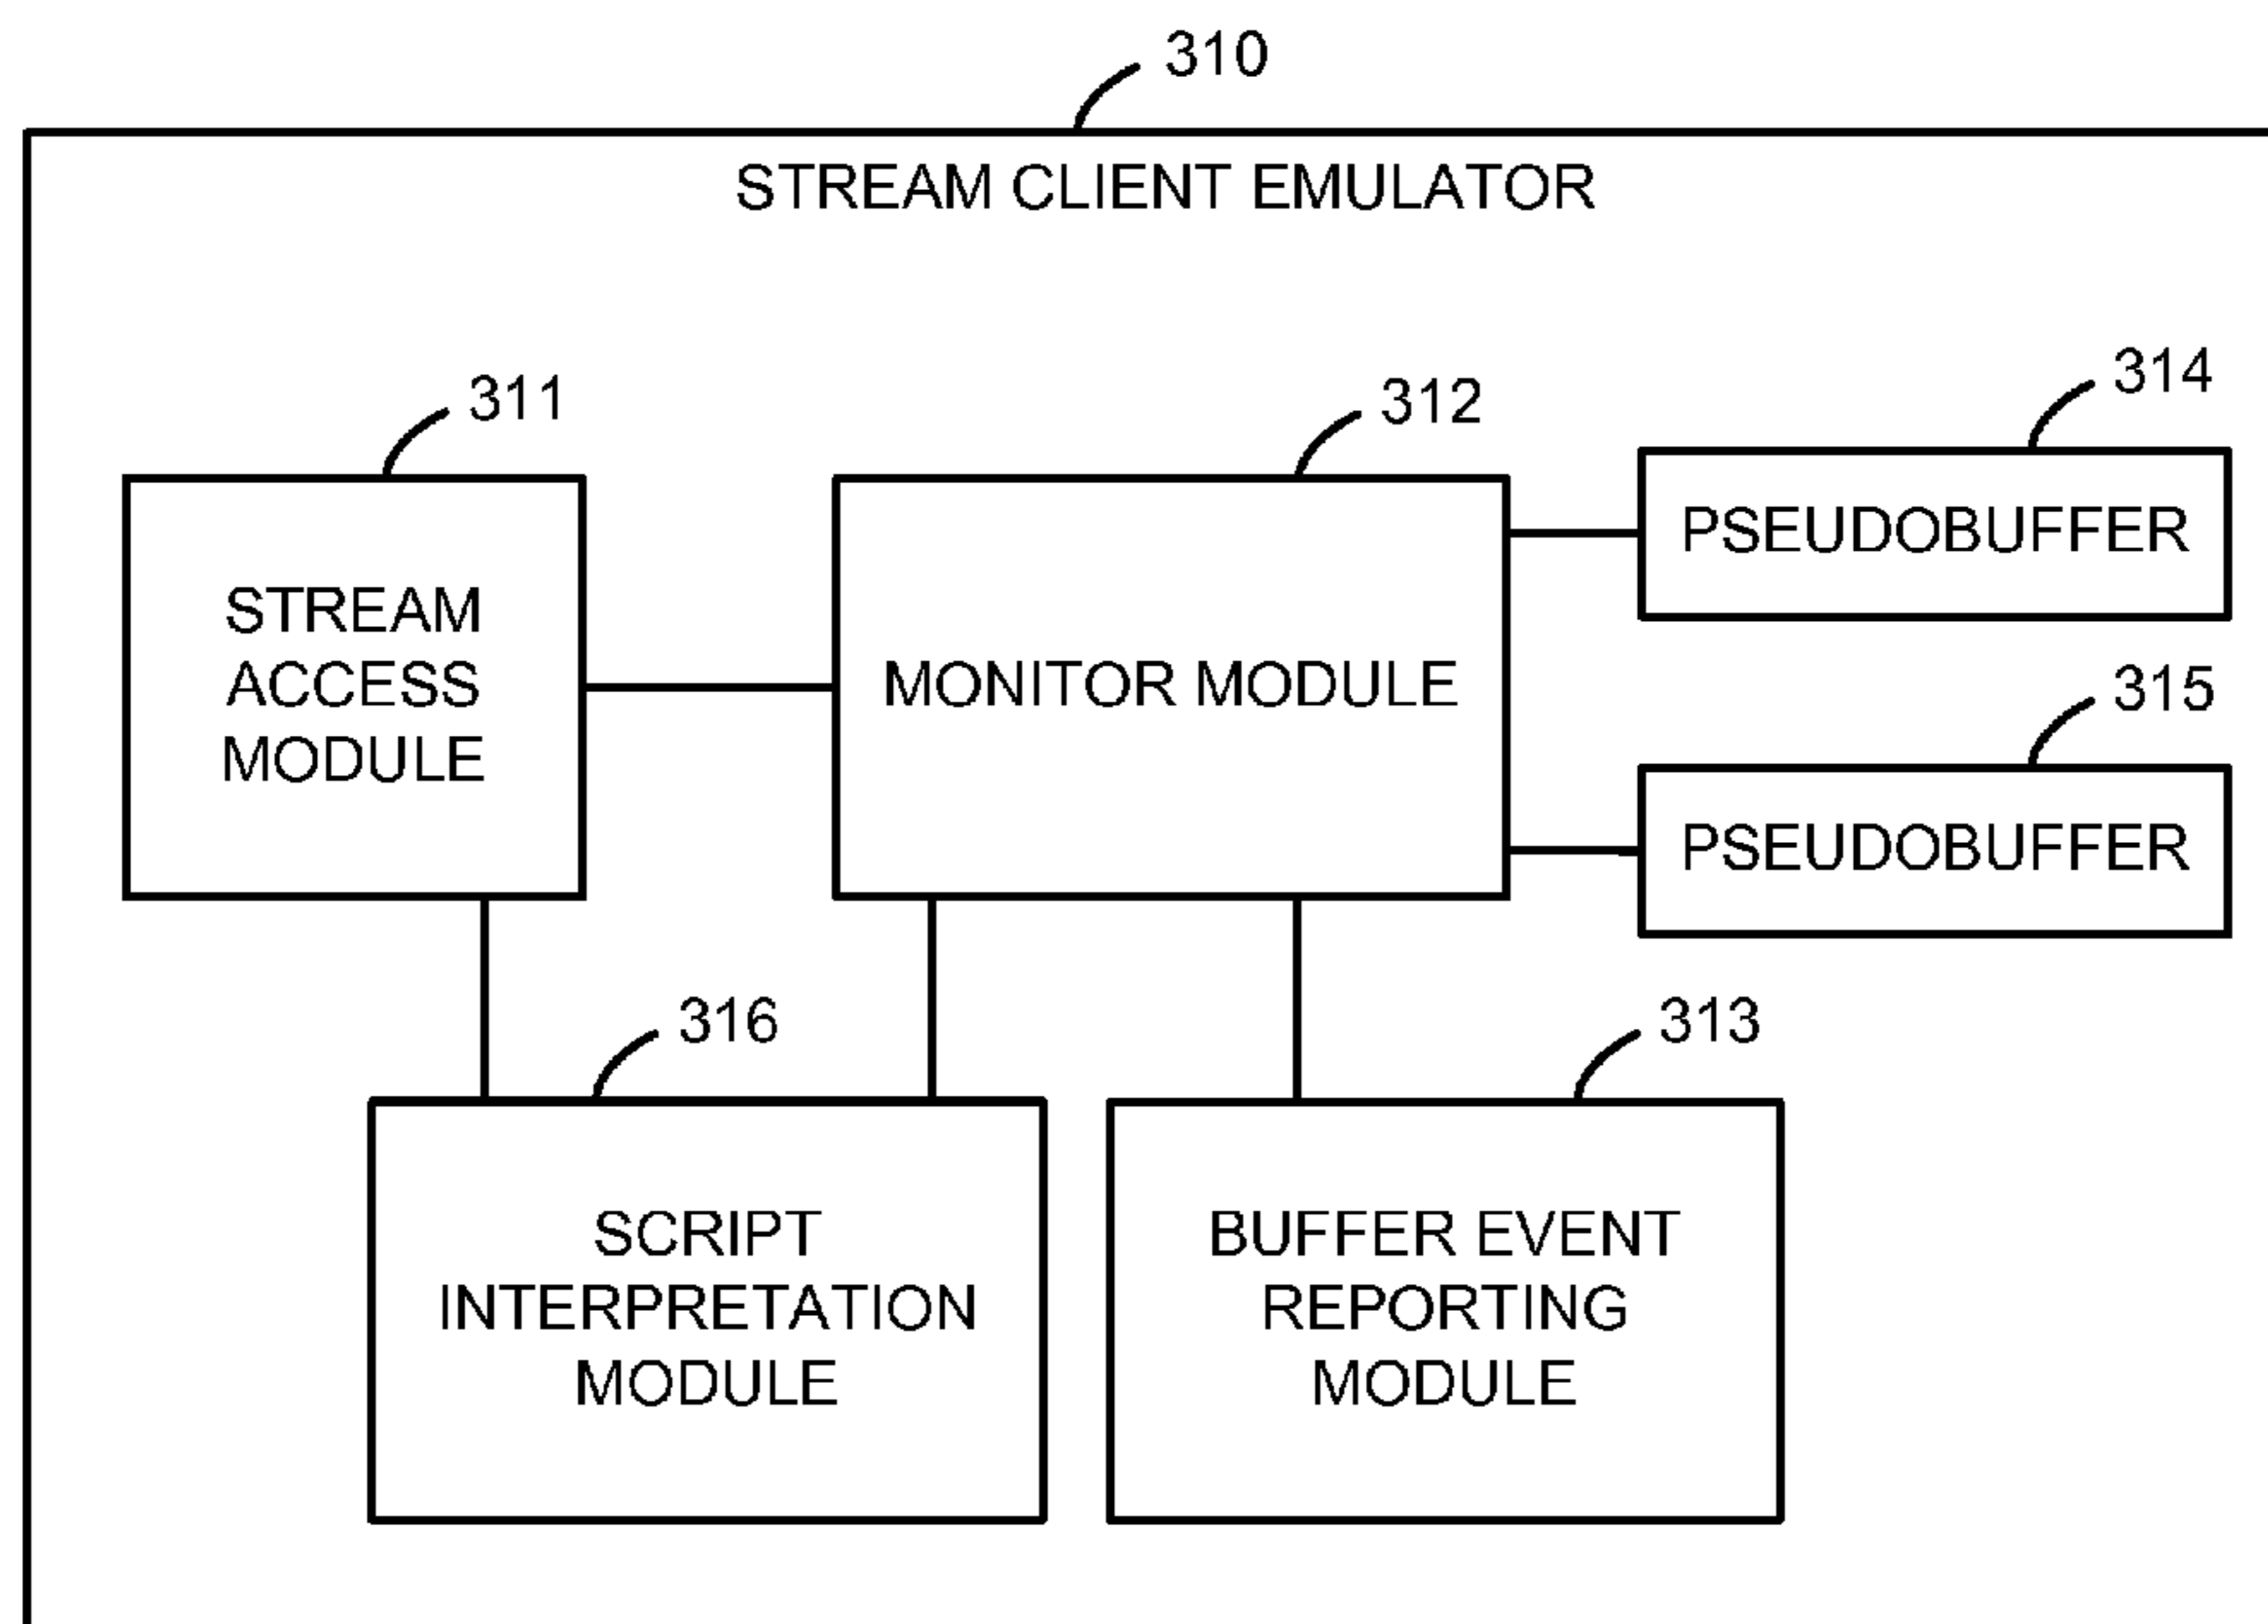 310
STREAM CLIENT EMULATOR
311
312
314
STREAM
ACCESS
MODULE
MONITOR MODULE
PSEUDOBUFFER
315
PSEUDOBUFFER
316
313
SCRIPT
INTERPRETATION
MODULE
BUFFER EVENT
REPORTING
MODULE